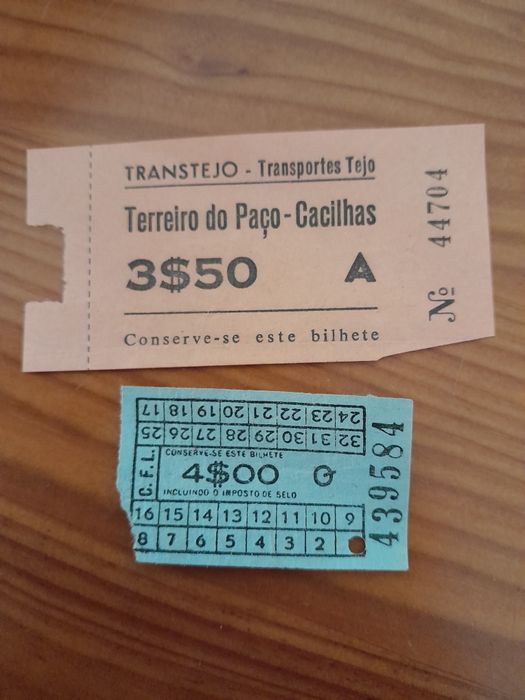 TRANSTEJO - Transportes Tejo
Terreiro do Paço - Cacilhas
3$50 A
Conserve-se este bilhete
Nº 44704
17 18 19 20 21 22 23 24
25 26 27 28 29 30 31 32
C. F. L.
CONSERVE-SE ESTE BILHETE
4$00 Q
INCLUINDO O IMPOSTO DE SELO
16 15 14 13 12 11 10 9
8 7 6 5 4 3 2
439584